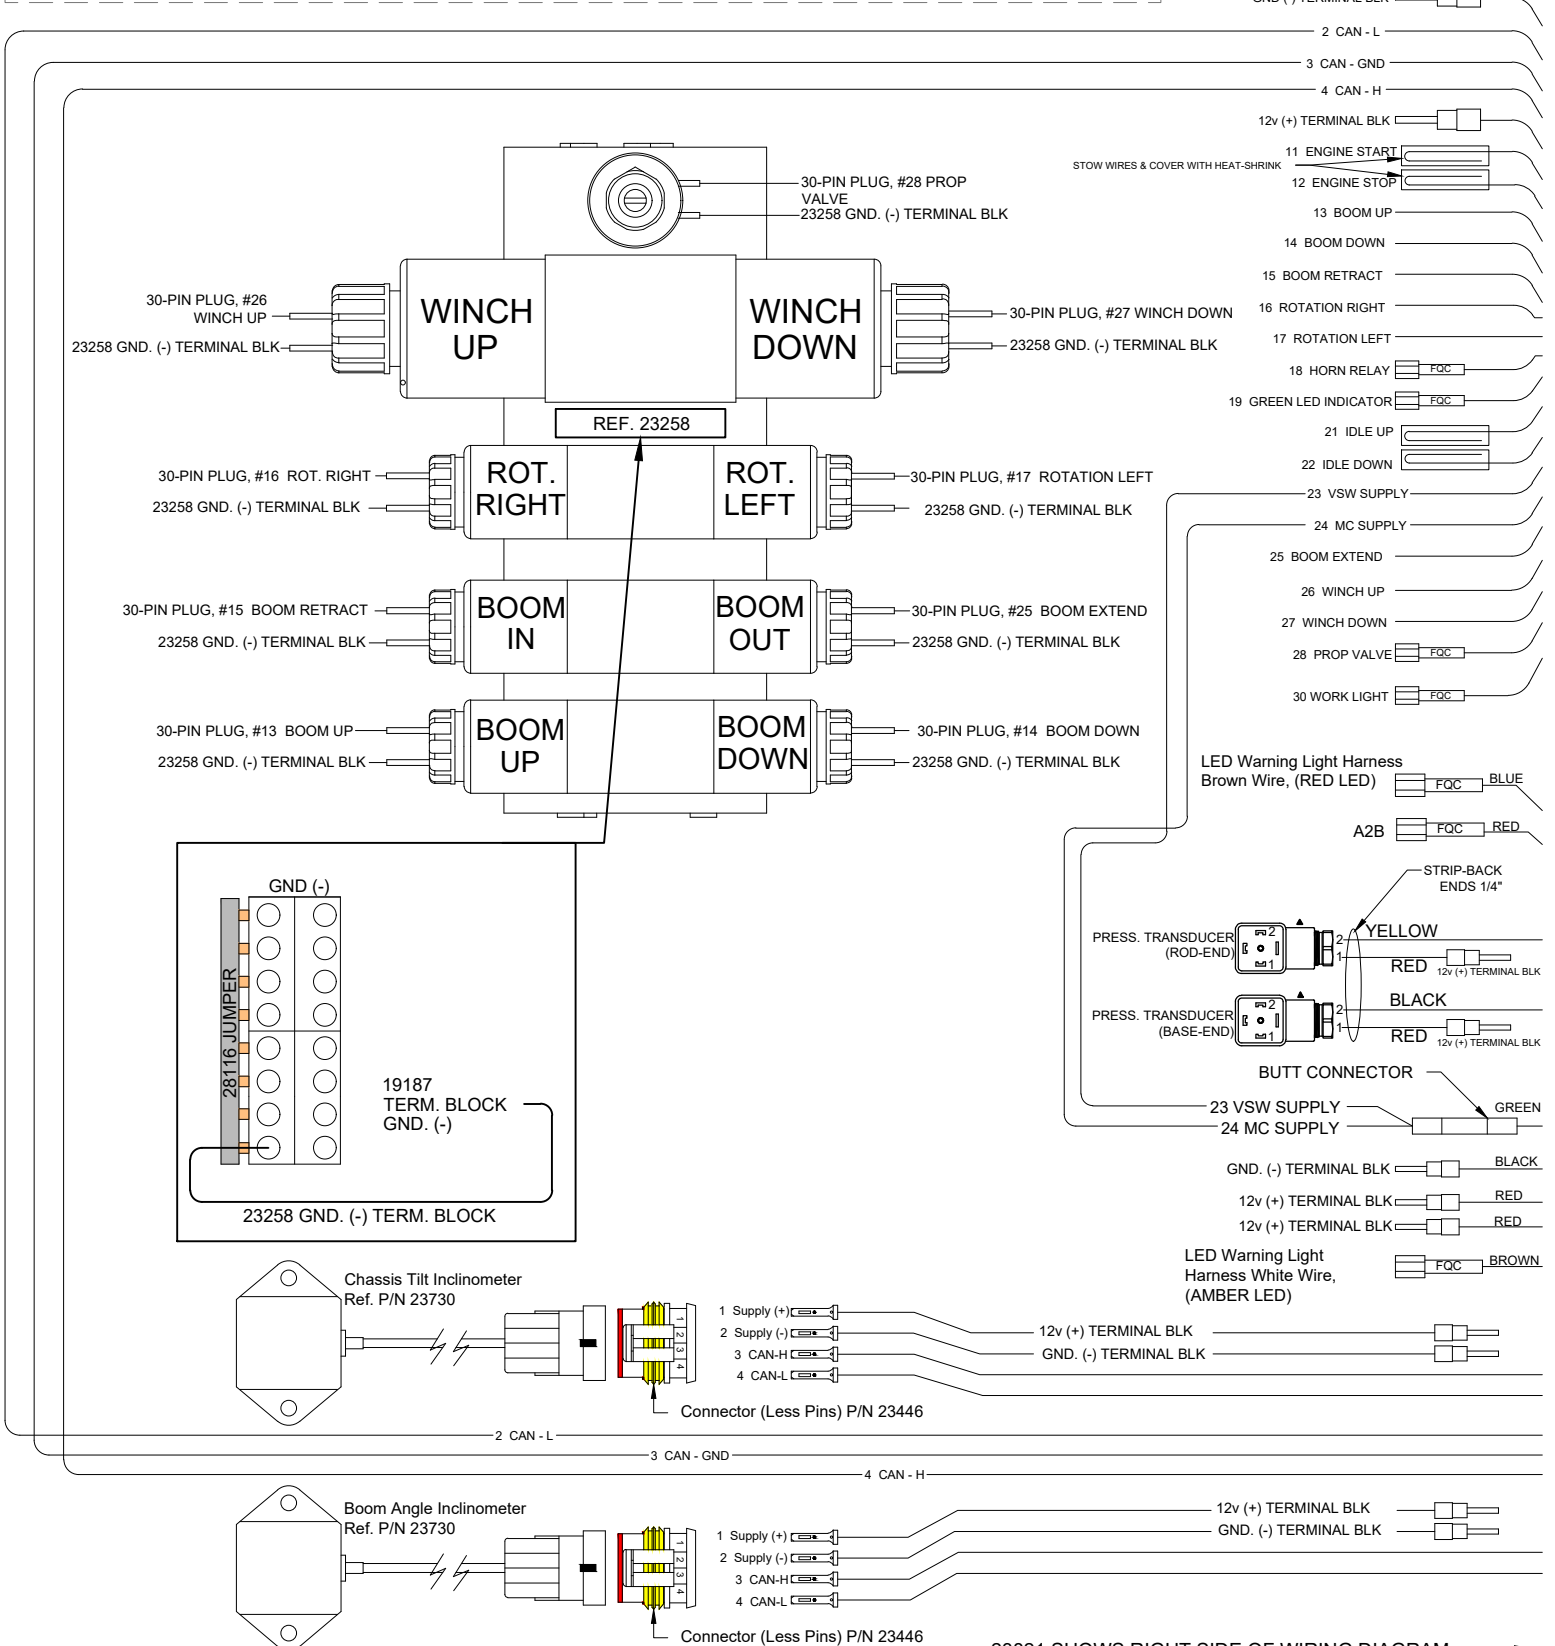 2 CAN - L
3 CAN - GND
4 CAN - H
12v (+) TERMINAL BLK
11 ENGINE START
STOW WIRES & COVER WITH HEAT-SHRINK
12 ENGINE STOP
13 BOOM UP
14 BOOM DOWN
15 BOOM RETRACT
16 ROTATION RIGHT
17 ROTATION LEFT
18 HORN RELAY
FQC
19 GREEN LED INDICATOR
FQC
21 IDLE UP
22 IDLE DOWN
23 VSW SUPPLY
24 MC SUPPLY
25 BOOM EXTEND
26 WINCH UP
27 WINCH DOWN
28 PROP VALVE
FQC
30 WORK LIGHT
FQC
30-PIN PLUG, #28 PROP
VALVE
23258 GND. (-) TERMINAL BLK
30-PIN PLUG, #26
WINCH UP
23258 GND. (-) TERMINAL BLK
WINCH
UP
WINCH
DOWN
30-PIN PLUG, #27 WINCH DOWN
23258 GND. (-) TERMINAL BLK
REF. 23258
30-PIN PLUG, #16 ROT. RIGHT
23258 GND. (-) TERMINAL BLK
ROT.
RIGHT
ROT.
LEFT
30-PIN PLUG, #17 ROTATION LEFT
23258 GND. (-) TERMINAL BLK
30-PIN PLUG, #15 BOOM RETRACT
23258 GND. (-) TERMINAL BLK
BOOM
IN
BOOM
OUT
30-PIN PLUG, #25 BOOM EXTEND
23258 GND. (-) TERMINAL BLK
30-PIN PLUG, #13 BOOM UP
23258 GND. (-) TERMINAL BLK
BOOM
UP
BOOM
DOWN
30-PIN PLUG, #14 BOOM DOWN
23258 GND. (-) TERMINAL BLK
LED Warning Light Harness
Brown Wire, (RED LED)
FQC
BLUE
A2B
FQC
RED
STRIP-BACK
ENDS 1/4"
PRESS. TRANSDUCER
(ROD-END)
2
1
2
1
YELLOW
RED
12v (+) TERMINAL BLK
PRESS. TRANSDUCER
(BASE-END)
2
1
2
1
BLACK
RED
12v (+) TERMINAL BLK
BUTT CONNECTOR
23 VSW SUPPLY
24 MC SUPPLY
GREEN
GND. (-) TERMINAL BLK
BLACK
12v (+) TERMINAL BLK
RED
12v (+) TERMINAL BLK
RED
LED Warning Light
Harness White Wire,
(AMBER LED)
FQC
BROWN
GND (-)
28116 JUMPER
19187
TERM. BLOCK
GND. (-)
23258 GND. (-) TERM. BLOCK
Chassis Tilt Inclinometer
Ref. P/N 23730
1
2
3
4
1 Supply (+)
2 Supply (-)
3 CAN-H
4 CAN-L
12v (+) TERMINAL BLK
GND. (-) TERMINAL BLK
Connector (Less Pins) P/N 23446
2 CAN - L
3 CAN - GND
4 CAN - H
Boom Angle Inclinometer
Ref. P/N 23730
1
2
3
4
1 Supply (+)
2 Supply (-)
3 CAN-H
4 CAN-L
12v (+) TERMINAL BLK
GND. (-) TERMINAL BLK
Connector (Less Pins) P/N 23446